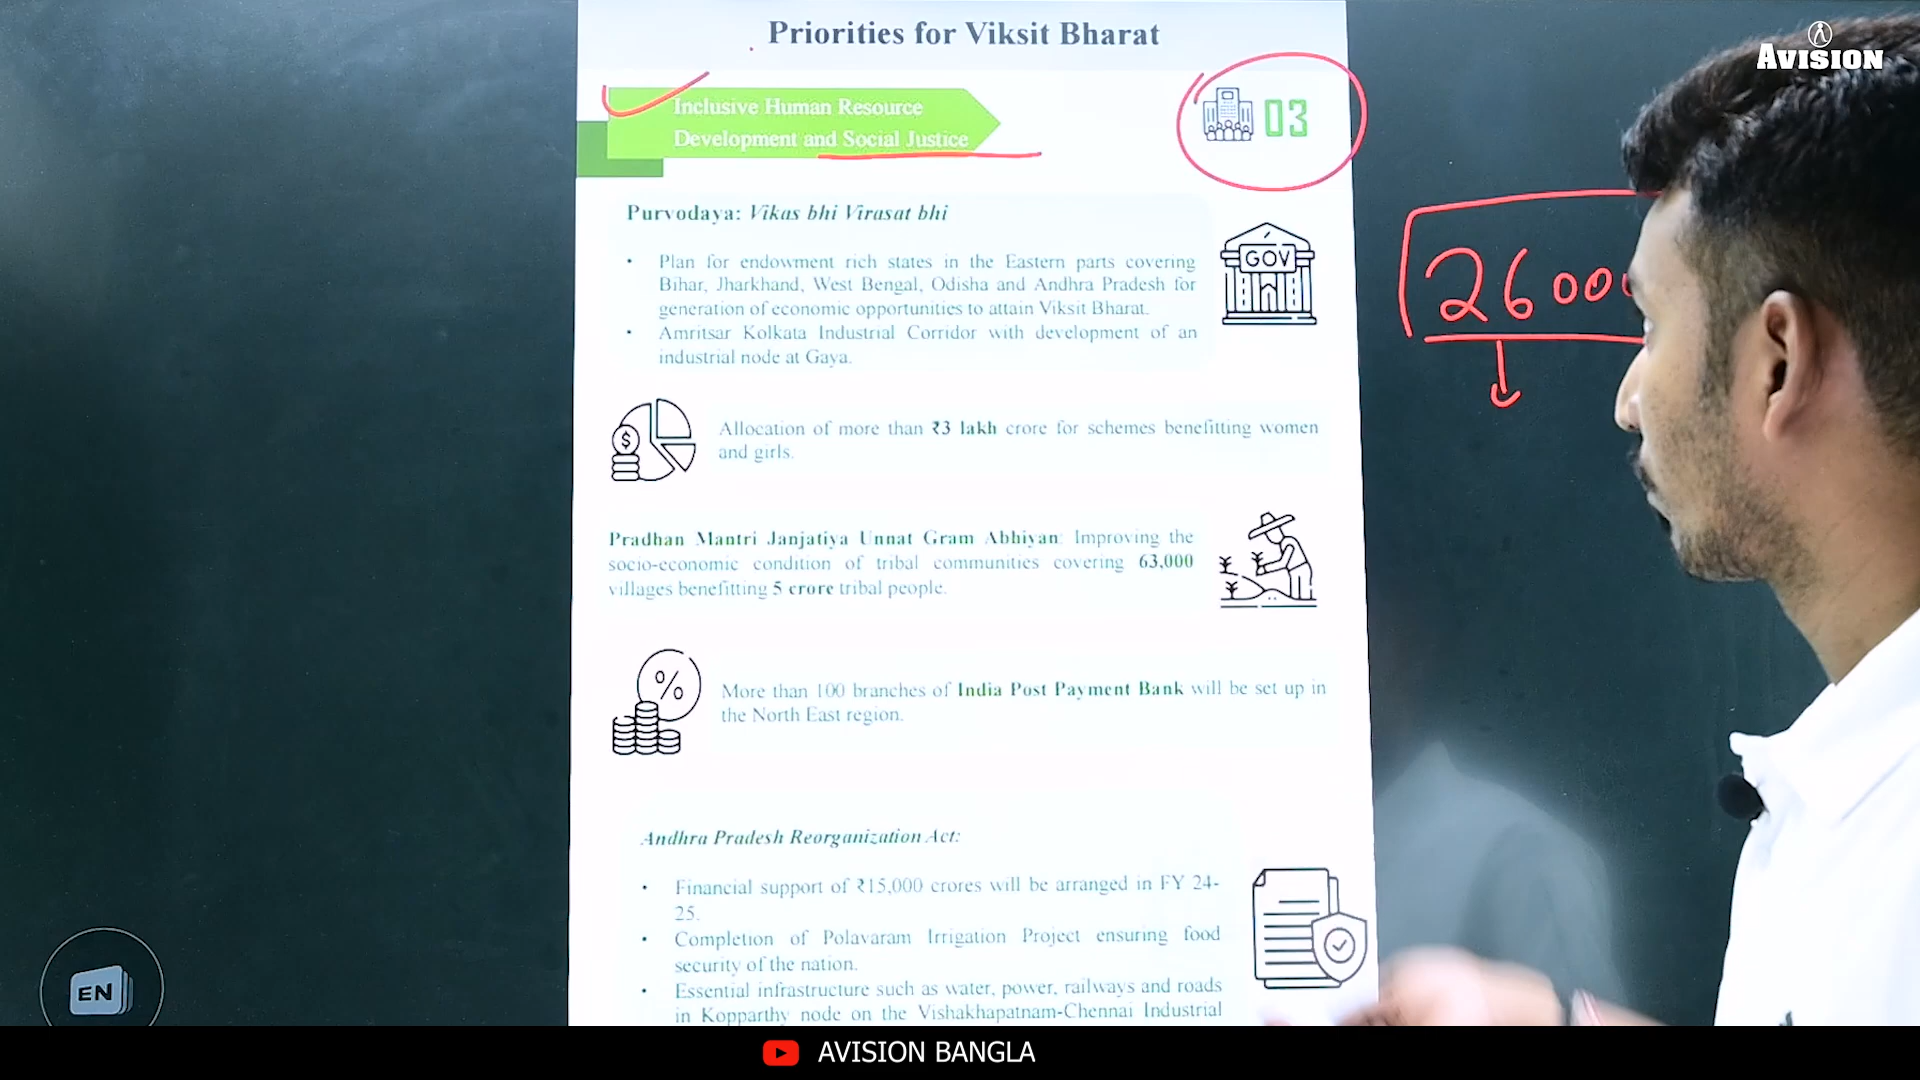 Priorities for Viksit Bharat
AVISION
Inclusive Human Resource
Development and Social Justice
03
Purvodaya: Vikas bhi Virasat bhi
• Plan for endowment rich states in the Eastern parts covering
Bihar, Jharkhand, West Bengal, Odisha and Andhra Pradesh for
generation of economic opportunities to attain Viksit Bharat.
• Amritsar Kolkata Industrial Corridor with development of an
industrial node at Gaya.
GOV
2600
$
Allocation of more than ₹3 lakh crore for schemes benefitting women
and girls.
Pradhan Mantri Janjatiya Unnat Gram Abhiyan: Improving the
socio-economic condition of tribal communities covering 63,000
villages benefitting 5 crore tribal people.
%
More than 100 branches of India Post Payment Bank will be set up in
the North East region.
Andhra Pradesh Reorganization Act:
• Financial support of ₹15,000 crores will be arranged in FY 24-
25.
• Completion of Polavaram Irrigation Project ensuring food
security of the nation.
• Essential infrastructure such as water, power, railways and roads
in Kopparthy node on the Vishakhapatnam-Chennai Industrial
EN
AVISION BANGLA